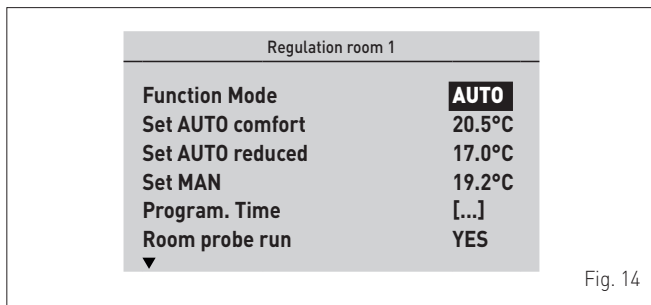 Regulation room 1
Function Mode AUTO
Set AUTO comfort 20.5°C
Set AUTO reduced 17.0°C
Set MAN 19.2°C
Program. Time [...]
Room probe run YES
▼
Fig. 14